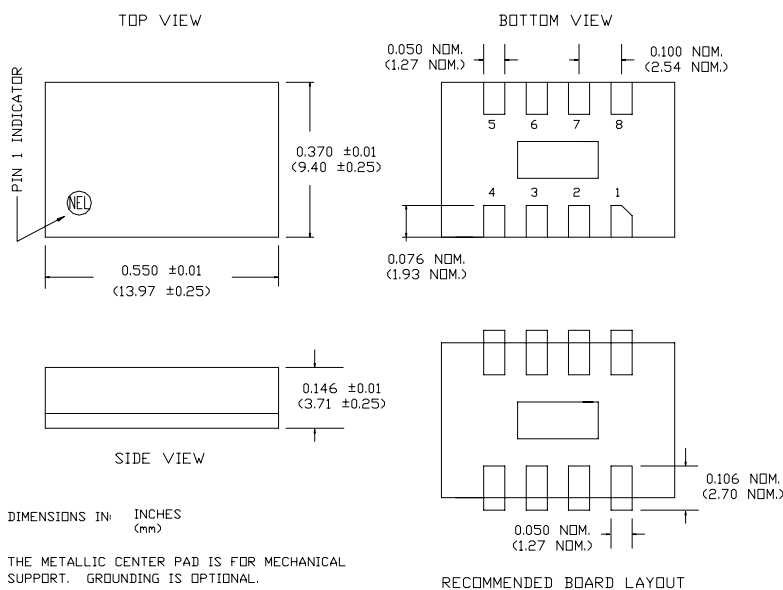 TOP VIEW
PIN 1 INDICATOR
NEL
0.370 ±0.01
(9.40 ±0.25)
0.550 ±0.01
(13.97 ±0.25)
BOTTOM VIEW
0.050 NOM.
(1.27 NOM.)
0.100 NOM.
(2.54 NOM.)
5 6 7 8
4 3 2 1
0.076 NOM.
(1.93 NOM.)
0.146 ±0.01
(3.71 ±0.25)
SIDE VIEW
DIMENSIONS IN: INCHES
(mm)
THE METALLIC CENTER PAD IS FOR MECHANICAL
SUPPORT. GROUNDING IS OPTIONAL.
0.106 NOM.
(2.70 NOM.)
0.050 NOM.
(1.27 NOM.)
RECOMMENDED BOARD LAYOUT